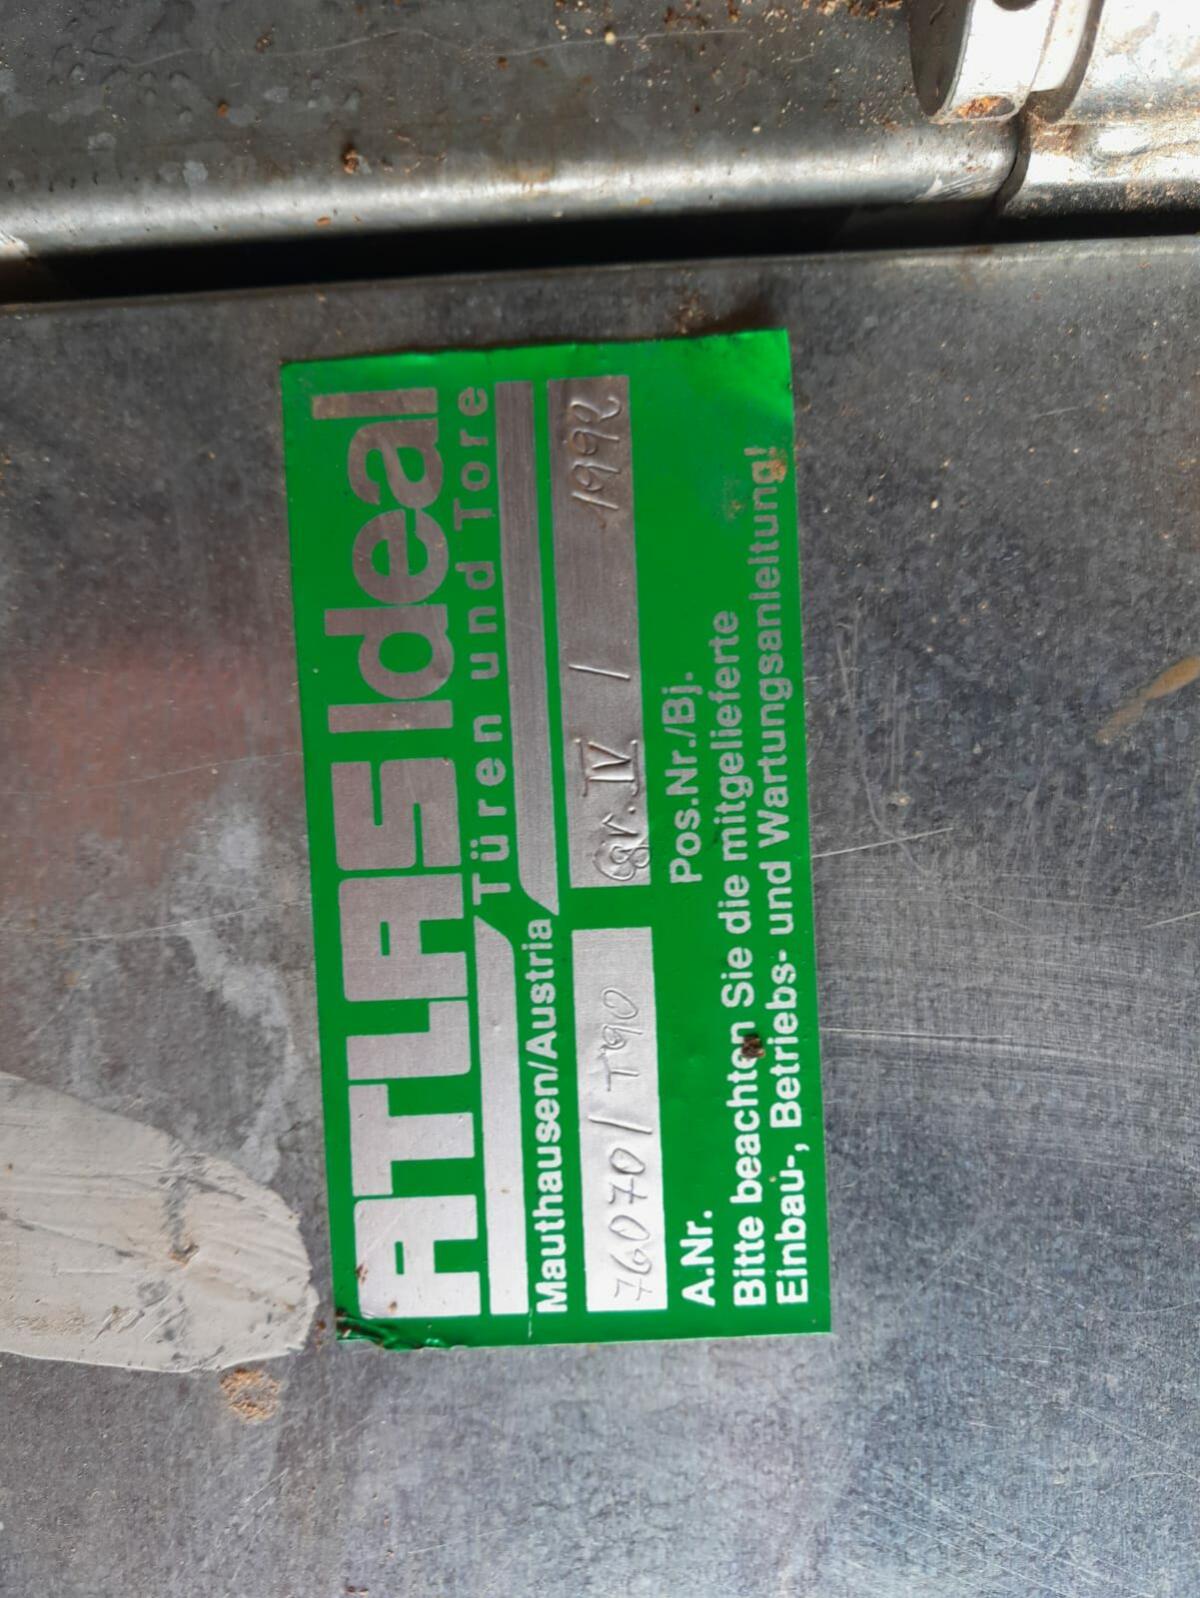 ATLAS Ideal
Türen und Tore
Mauthausen/Austria
76070/T90 gr. IV / 1992
A.Nr. Pos.Nr./Bj.
Bitte beachten Sie die mitgelieferte
Einbau-, Betriebs- und Wartungsanleitung!